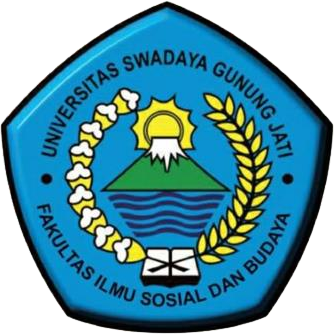 UNIVERSITAS SWADAYA GUNUNG JATI
FAKULTAS ILMU SOSIAL DAN BUDAYA